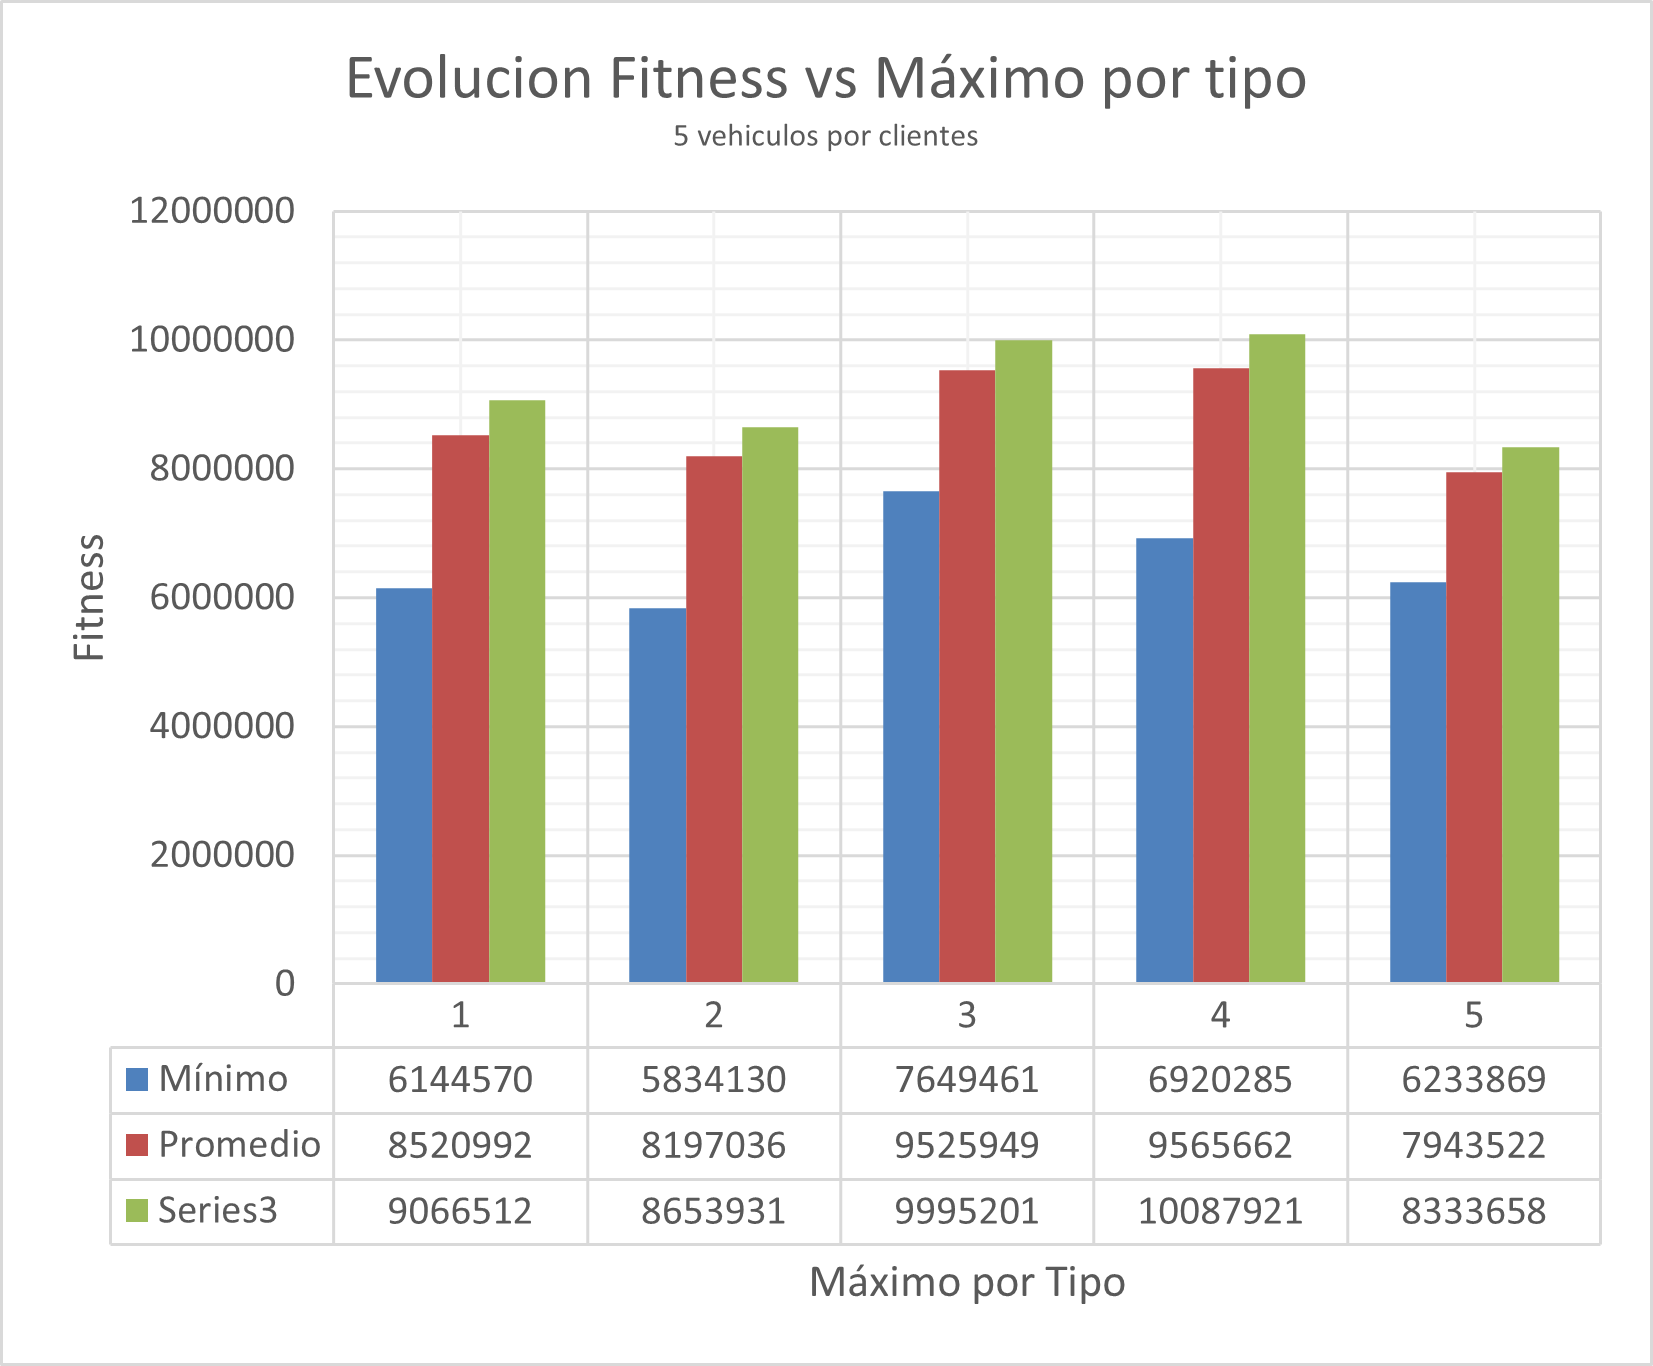 Evolucion Fitness vs Máximo por tipo
5 vehiculos por clientes
12000000
10000000
8000000
6000000
4000000
2000000
0
Fitness
1 2 3 4 5
Mínimo 6144570 5834130 7649461 6920285 6233869
Promedio 8520992 8197036 9525949 9565662 7943522
Series3 9066512 8653931 9995201 10087921 8333658
Máximo por Tipo